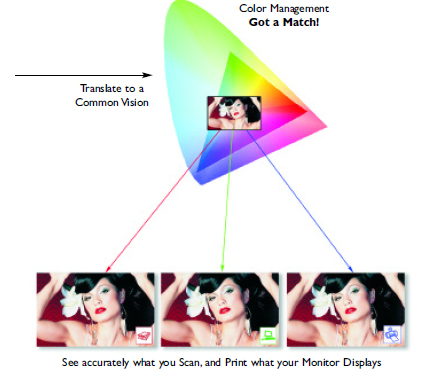 Color Management
Got a Match!
Translate to a
Common Vision
See accurately what you Scan, and Print what your Monitor Displays